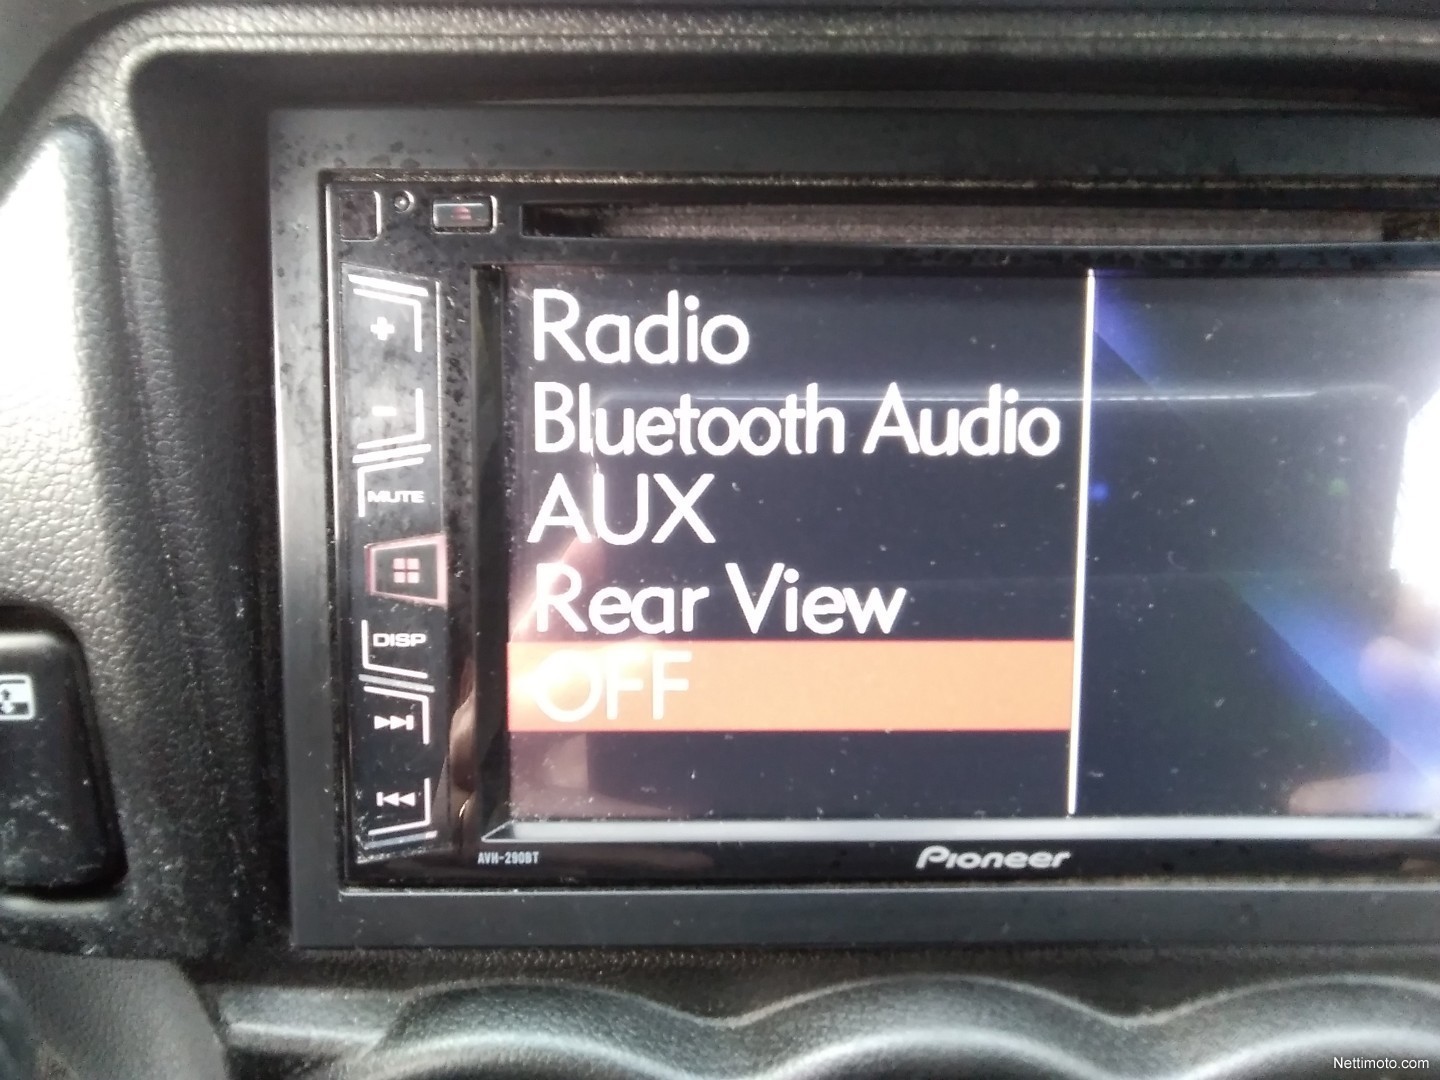 Radio
Bluetooth Audio
AUX
MUTE
Rear View
DISP
OFF
AVH-290BT
Pioneer
Nettimoto.com